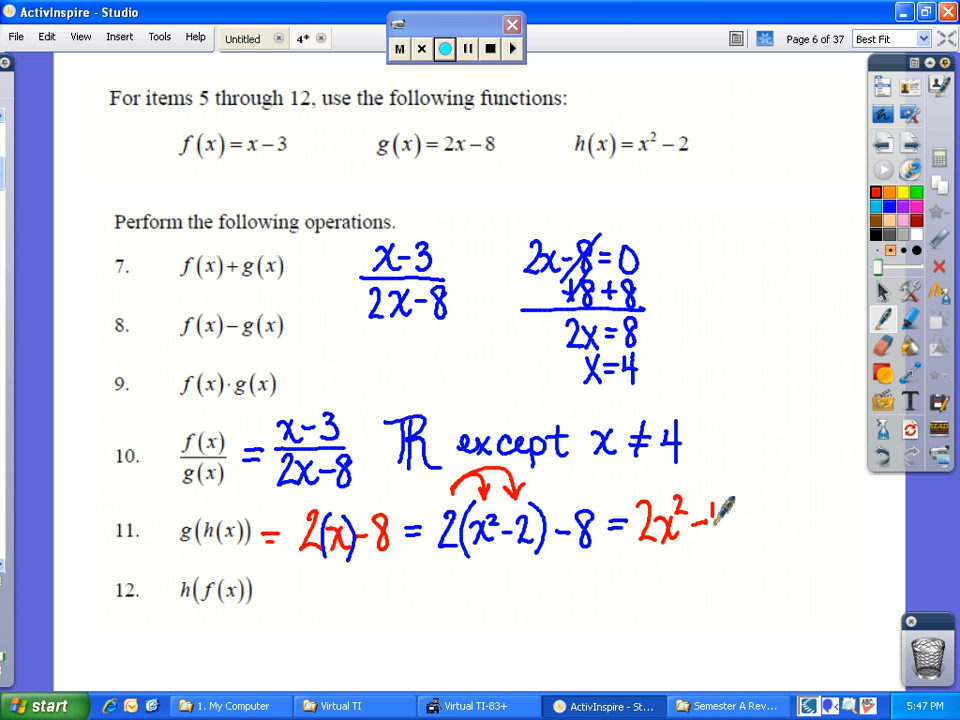 ActivInspire - Studio
File Edit View Insert Tools Help Untitled 4* Page 6 of 37 Best Fit
M
For items 5 through 12, use the following functions:
f(x) = x − 3 g(x) = 2x − 8 h(x) = x² − 2
Perform the following operations.
7. f(x) + g(x)
x−3
2x−8
2x−8=0
+8 +8
2x=8
x=4
8. f(x) − g(x)
9. f(x)·g(x)
10. f(x)/g(x) = x−3/2x−8 ℝ except x ≠ 4
11. g(h(x)) = 2(x)−8 = 2(x²−2)−8 = 2x²−1
12. h(f(x))
start 1. My Computer Virtual TI Virtual TI-83+ ActivInspire - St... Semester A Rev... 5:47 PM